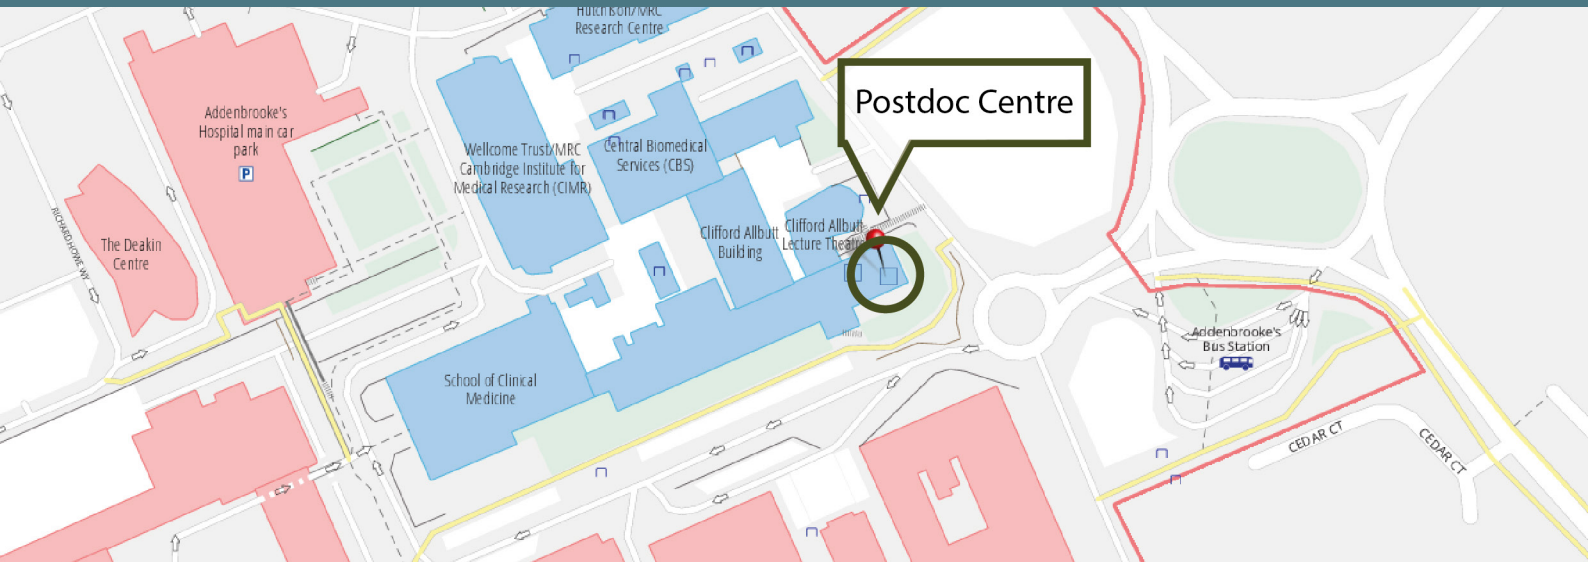 Hutchison/MRC
Research Centre
Postdoc Centre
Addenbrooke's
Hospital main car
park
P
Wellcome Trust/MRC
Cambridge Institute for
Medical Research (CIMR)
Central Biomedical
Services (CBS)
RICHARD HOWE WY
The Deakin
Centre
Clifford Allbutt
Building
Clifford Allbutt
Lecture Theatre
Addenbrooke's
Bus Station
School of Clinical
Medicine
CEDAR CT
CEDAR CT